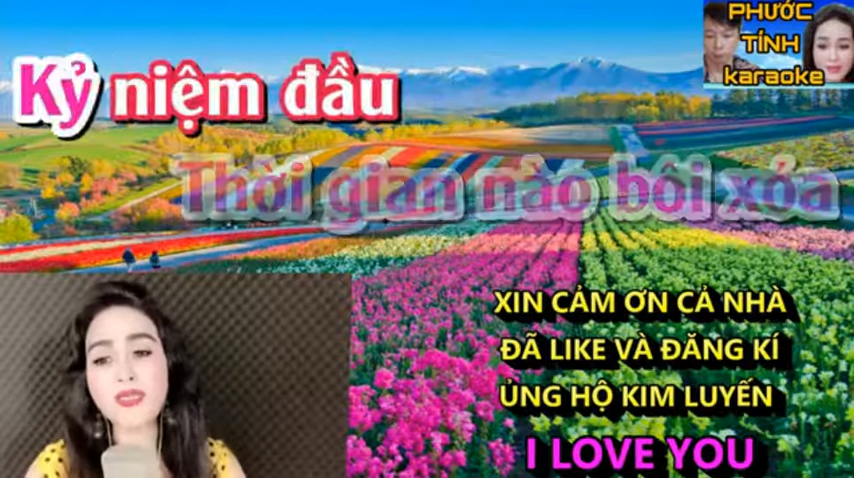 PHƯỚC
TÍNH
karaoke
Kỷ niệm đầu
Thời gian nào bôi xóa
XIN CẢM ƠN CẢ NHÀ
ĐÃ LIKE VÀ ĐĂNG KÍ
ỦNG HỘ KIM LUYẾN
I LOVE YOU